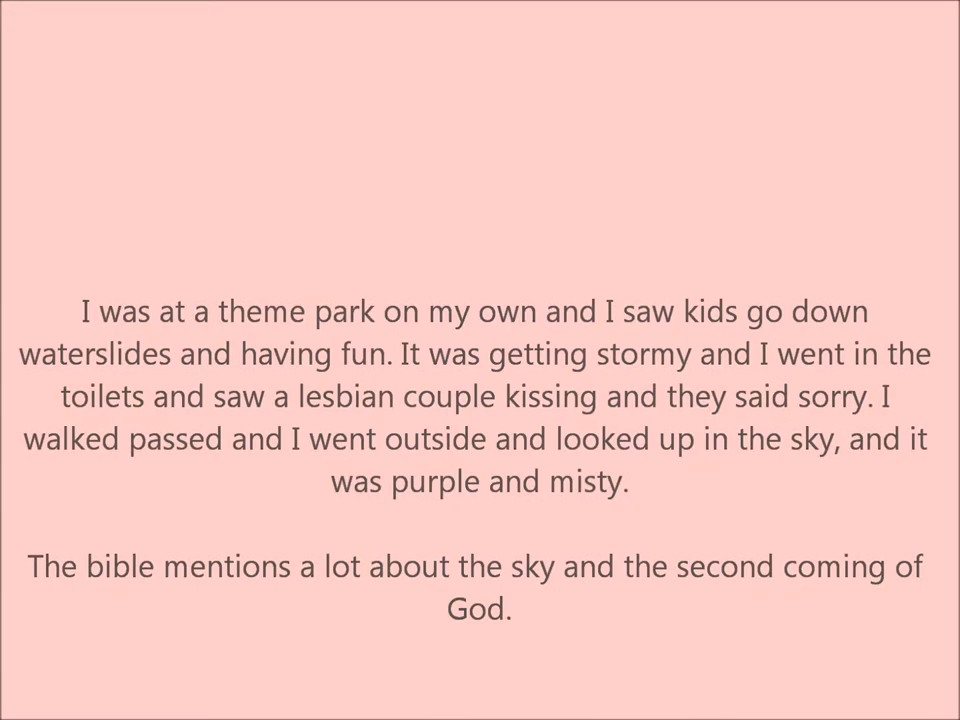 I was at a theme park on my own and I saw kids go down
waterslides and having fun. It was getting stormy and I went in the
toilets and saw a lesbian couple kissing and they said sorry. I
walked passed and I went outside and looked up in the sky, and it
was purple and misty.
The bible mentions a lot about the sky and the second coming of
God.